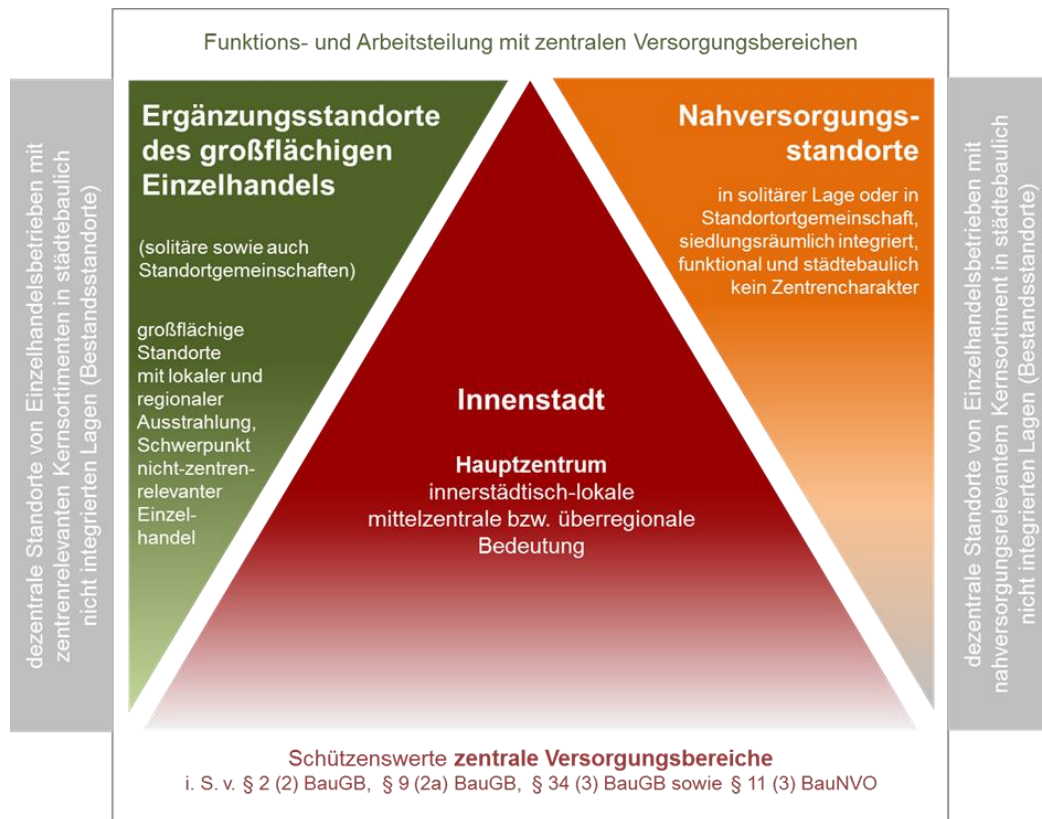 Funktions- und Arbeitsteilung mit zentralen Versorgungsbereichen
dezentrale Standorte von Einzelhandelsbetrieben mit
zentrenrelevanten Kernsortimenten in städtebaulich
nicht integrierten Lagen (Bestandsstandorte)
Ergänzungsstandorte
des großflächigen
Einzelhandels
(solitäre sowie auch
Standortgemeinschaften)
großflächige
Standorte
mit lokaler und
regionaler
Ausstrahlung,
Schwerpunkt
nicht-zentren-
relevanter
Einzel-
handel
Innenstadt
Hauptzentrum
innerstädtisch-lokale
mittelzentrale bzw. überregionale
Bedeutung
Nahversorgungs-
standorte
in solitärer Lage oder in
Standortortgemeinschaft,
siedlungsräumlich integriert,
funktional und städtebaulich
kein Zentrencharakter
dezentrale Standorte von Einzelhandelsbetrieben mit
nahversorgungsrelevantem Kernsortiment in städtebaulich
nicht integrierten Lagen (Bestandsstandorte)
Schützenswerte zentrale Versorgungsbereiche
i. S. v. § 2 (2) BauGB, § 9 (2a) BauGB, § 34 (3) BauGB sowie § 11 (3) BauNVO